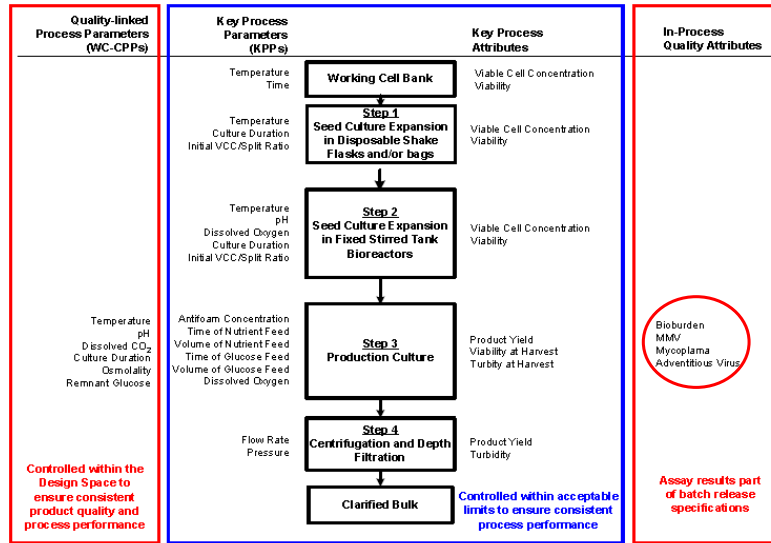 Quality-linked
Process Parameters
(WC-CPPs)
Key Process
Parameters
(KPPs)
Key Process
Attributes
In-Process
Quality Attributes
Temperature
Time
Working Cell Bank
Viable Cell Concentration
Viability
Temperature
Culture Duration
Initial VCC/Split Ratio
Step 1
Seed Culture Expansion
in Disposable Shake
Flasks and/or bags
Viable Cell Concentration
Viability
Temperature
pH
Dissolved Oxygen
Culture Duration
Initial VCC/Split Ratio
Step 2
Seed Culture Expansion
in Fixed Stirred Tank
Bioreactors
Viable Cell Concentration
Viability
Temperature
pH
Dissolved CO2
Culture Duration
Osmolality
Remnant Glucose
Antifoam Concentration
Time of Nutrient Feed
Volume of Nutrient Feed
Time of Glucose Feed
Volume of Glucose Feed
Dissolved Oxygen
Step 3
Production Culture
Product Yield
Viability at Harvest
Turbity at Harvest
Bioburden
MMV
Mycoplama
Adventitious Virus
Flow Rate
Pressure
Step 4
Centrifugation and Depth
Filtration
Product Yield
Turbidity
Controlled within the
Design Space to
ensure consistent
product quality and
process performance
Clarified Bulk
Controlled within acceptable
limits to ensure consistent
process performance
Assay results part
of batch release
specifications